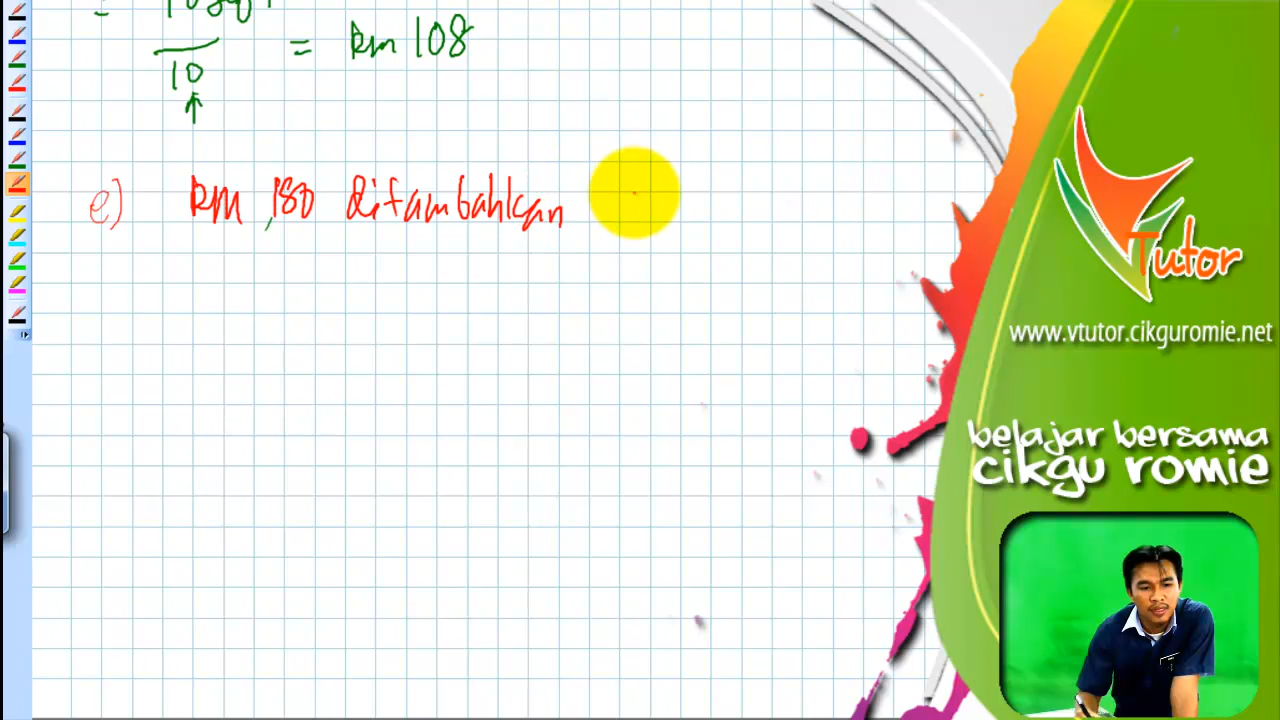 = RM 108
10
e) RM 180 ditambahkan
Tutor
www.vtutor.cikguromie.net
belajar bersama
cikgu romie